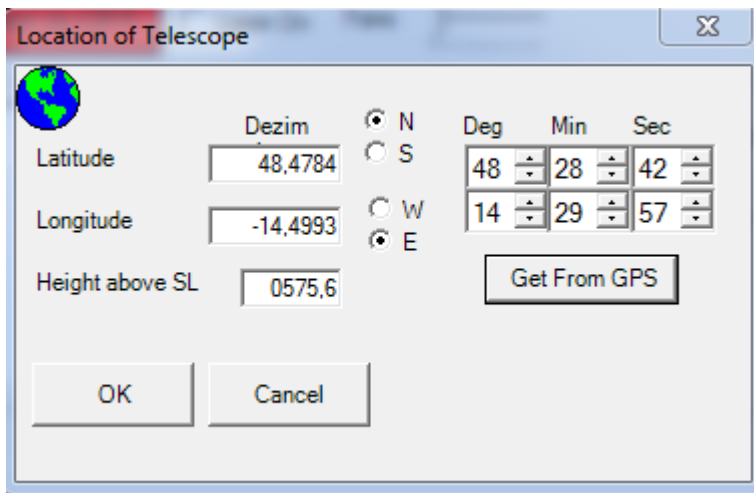 Location of Telescope
Dezim
N
Deg Min Sec
Latitude
48,4784
S
48 28 42
Longitude
-14,4993
W
14 29 57
E
Height above SL
0575,6
Get From GPS
OK
Cancel